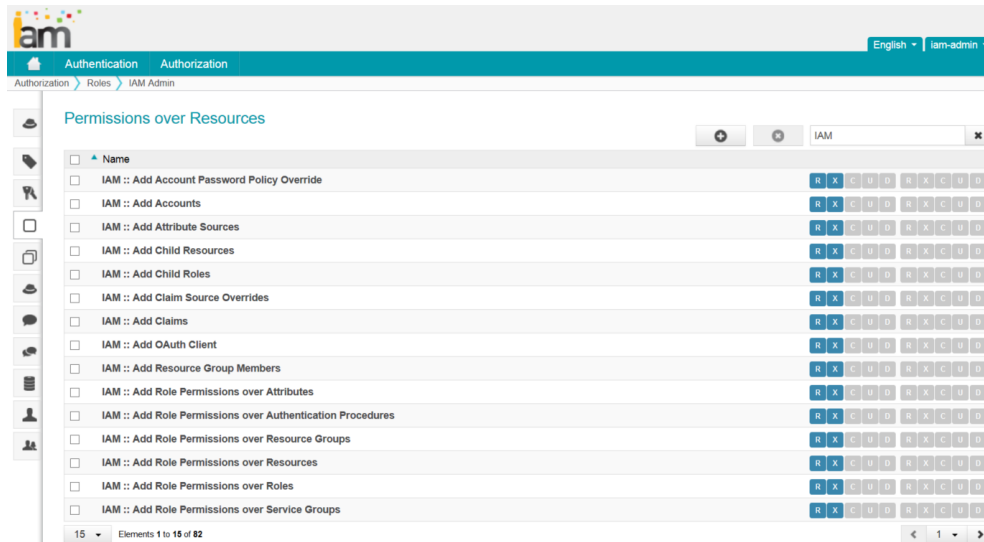 iam
English iam-admin
Authentication Authorization
Authorization Roles IAM Admin
Permissions over Resources
IAM
Name
IAM :: Add Account Password Policy Override R X C U D R X C U D
IAM :: Add Accounts R X C U D R X C U D
IAM :: Add Attribute Sources R X C U D R X C U D
IAM :: Add Child Resources R X C U D R X C U D
IAM :: Add Child Roles R X C U D R X C U D
IAM :: Add Claim Source Overrides R X C U D R X C U D
IAM :: Add Claims R X C U D R X C U D
IAM :: Add OAuth Client R X C U D R X C U D
IAM :: Add Resource Group Members R X C U D R X C U D
IAM :: Add Role Permissions over Attributes R X C U D R X C U D
IAM :: Add Role Permissions over Authentication Procedures R X C U D R X C U D
IAM :: Add Role Permissions over Resource Groups R X C U D R X C U D
IAM :: Add Role Permissions over Resources R X C U D R X C U D
IAM :: Add Role Permissions over Roles R X C U D R X C U D
IAM :: Add Role Permissions over Service Groups R X C U D R X C U D
15 Elements 1 to 15 of 82 1